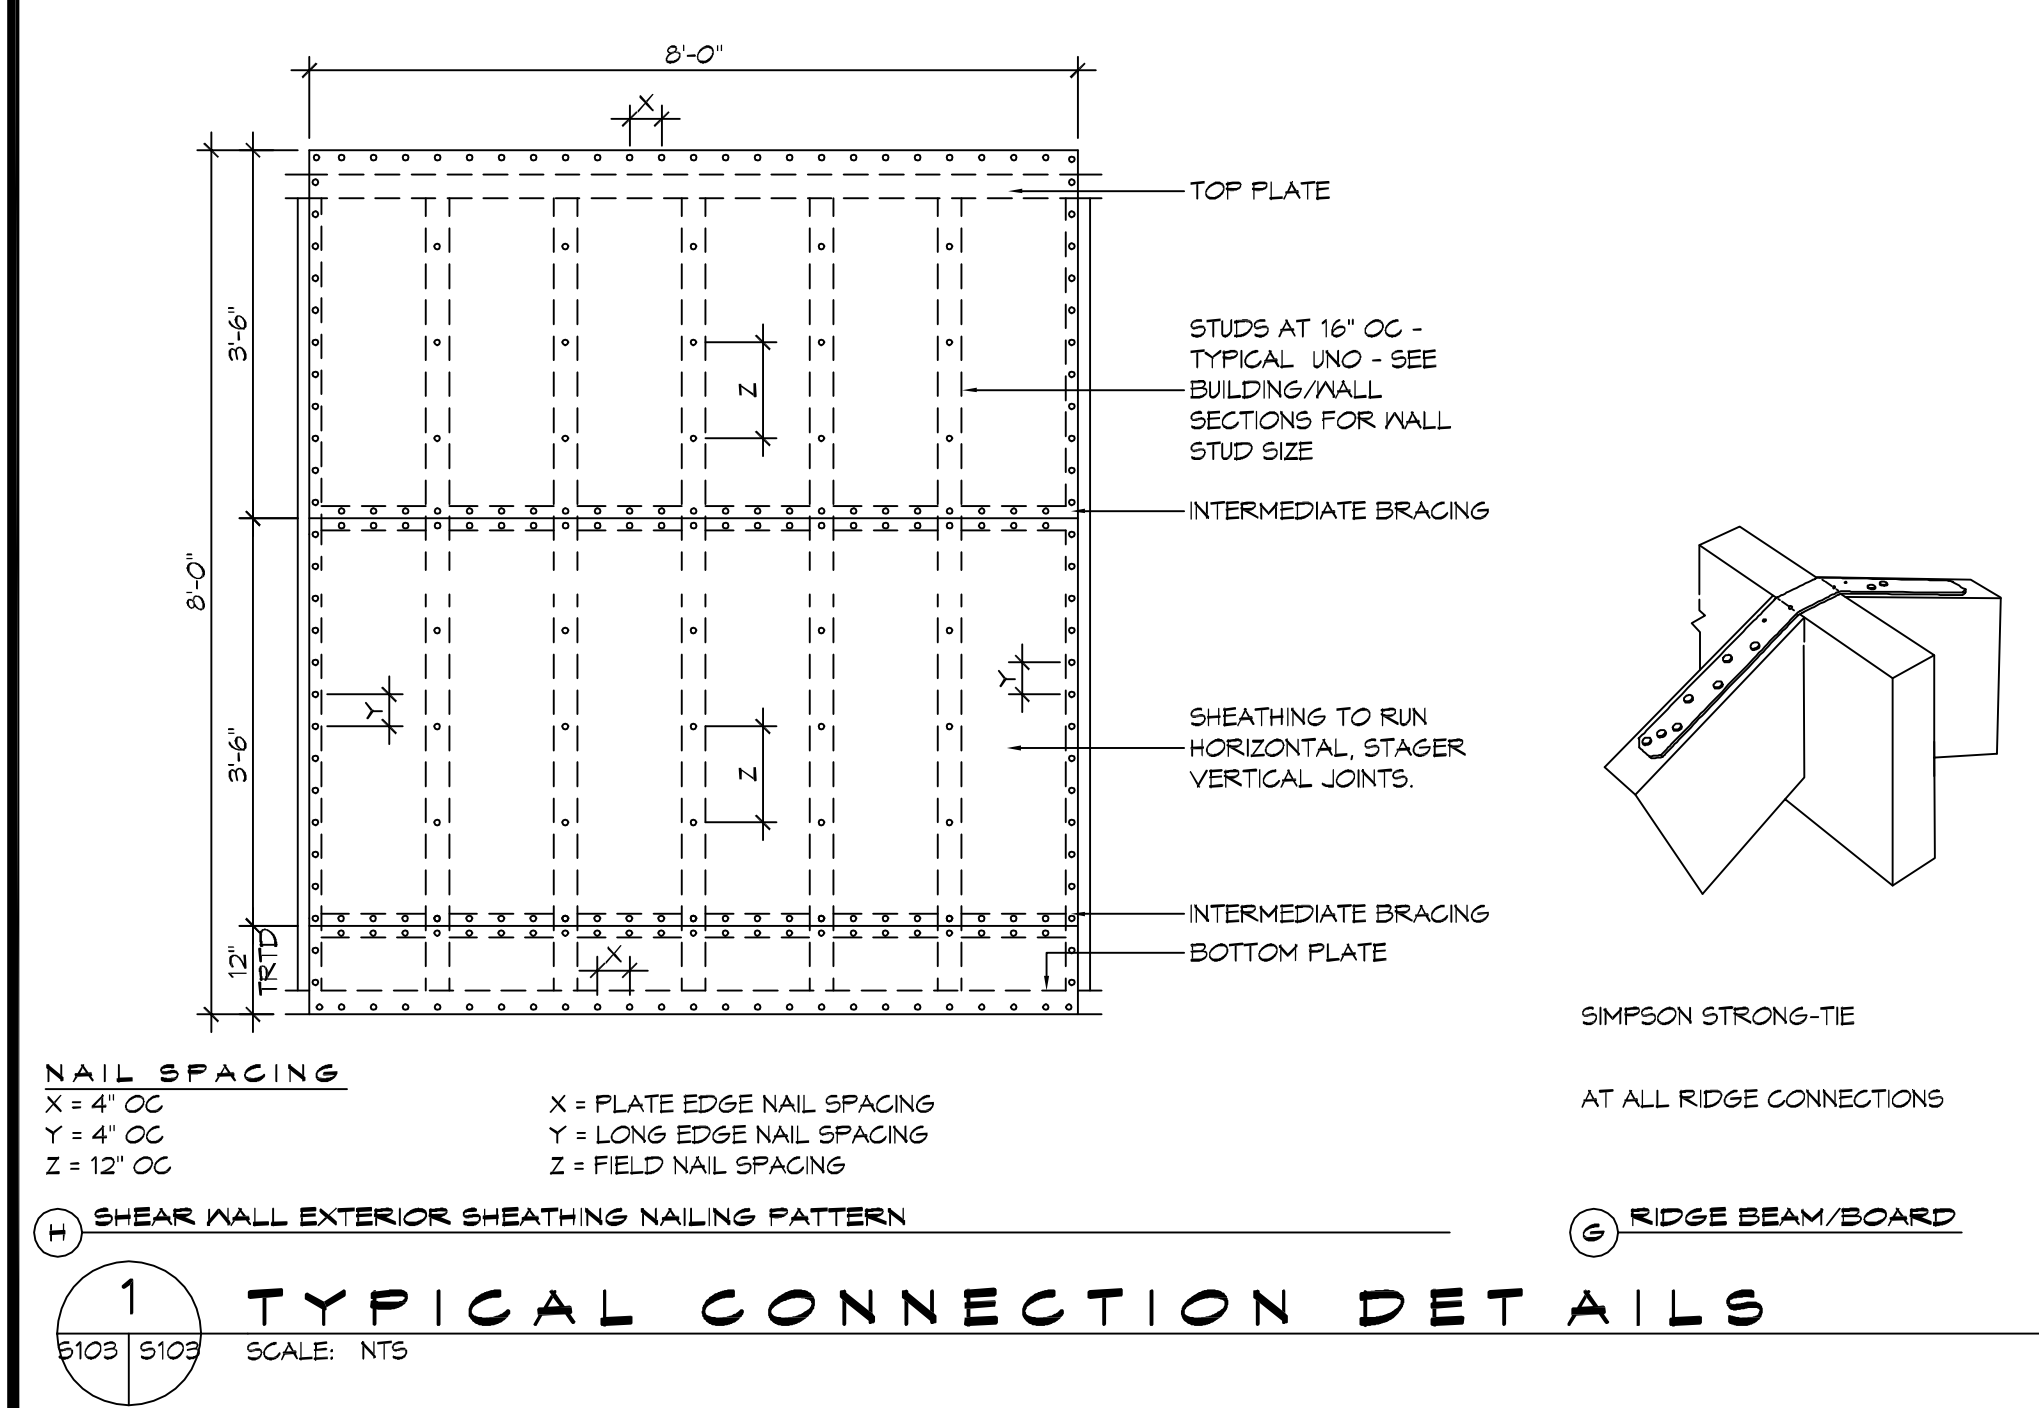 8'-0"
X
TOP PLATE
3'-6"
STUDS AT 16" OC -
TYPICAL UNO - SEE
BUILDING/WALL
SECTIONS FOR WALL
STUD SIZE
Z
INTERMEDIATE BRACING
8'-0"
Y
Y
SHEATHING TO RUN
HORIZONTAL, STAGER
VERTICAL JOINTS.
3'-6"
Z
INTERMEDIATE BRACING
BOTTOM PLATE
12"
TRTD
X
SIMPSON STRONG-TIE
AT ALL RIDGE CONNECTIONS
NAIL SPACING
X = 4" OC
Y = 4" OC
Z = 12" OC
X = PLATE EDGE NAIL SPACING
Y = LONG EDGE NAIL SPACING
Z = FIELD NAIL SPACING
H SHEAR WALL EXTERIOR SHEATHING NAILING PATTERN
G RIDGE BEAM/BOARD
1 TYPICAL CONNECTION DETAILS
S103 S103 SCALE: NTS